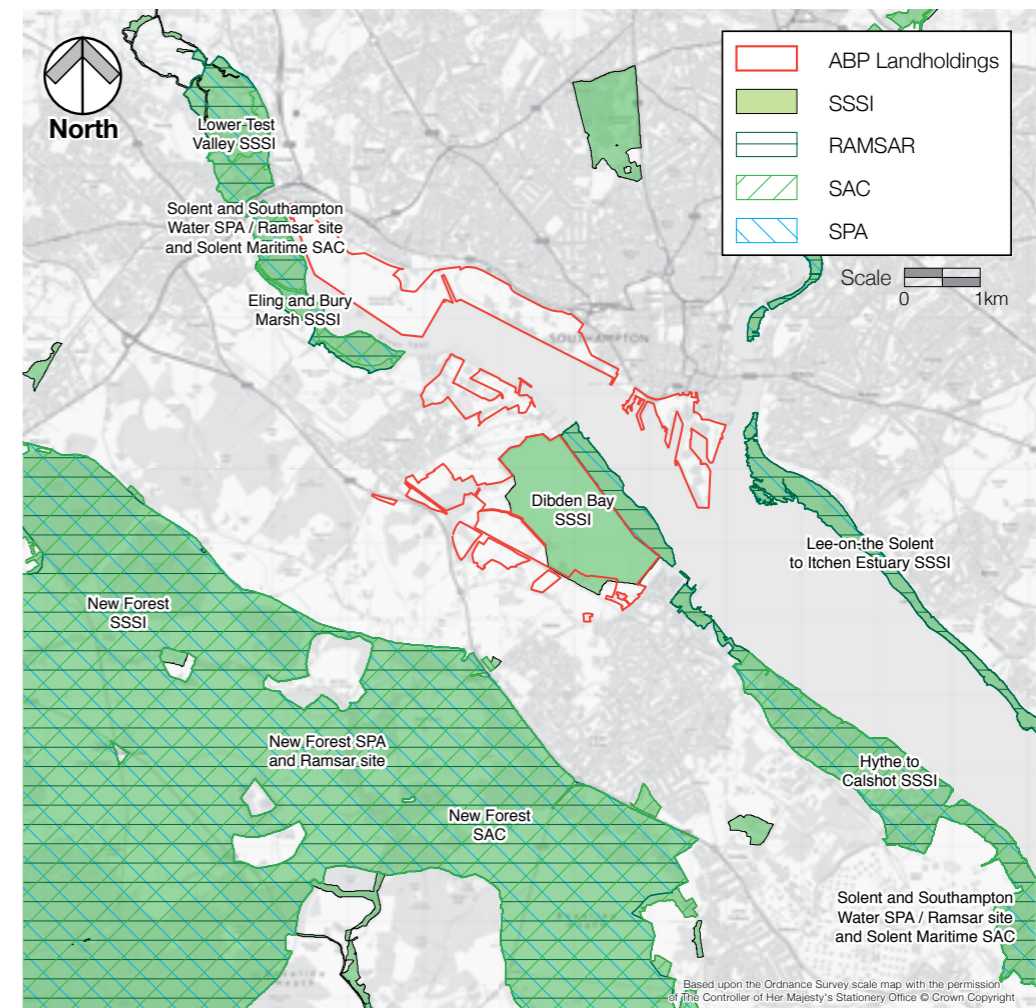 North
ABP Landholdings
SSSI
RAMSAR
SAC
SPA
Scale
0 1km
Lower Test
Valley SSSI
Solent and Southampton
Water SPA / Ramsar site
and Solent Maritime SAC
Eling and Bury
Marsh SSSI
SOUTHAMPTON
Dibden Bay
SSSI
Lee-on-the Solent
to Itchen Estuary SSSI
New Forest
SSSI
New Forest SPA
and Ramsar site
New Forest
SAC
Hythe to
Calshot SSSI
Solent and Southampton
Water SPA / Ramsar site
and Solent Maritime SAC
Based upon the Ordnance Survey scale map with the permission
of The Controller of Her Majesty's Stationery Office © Crown Copyright